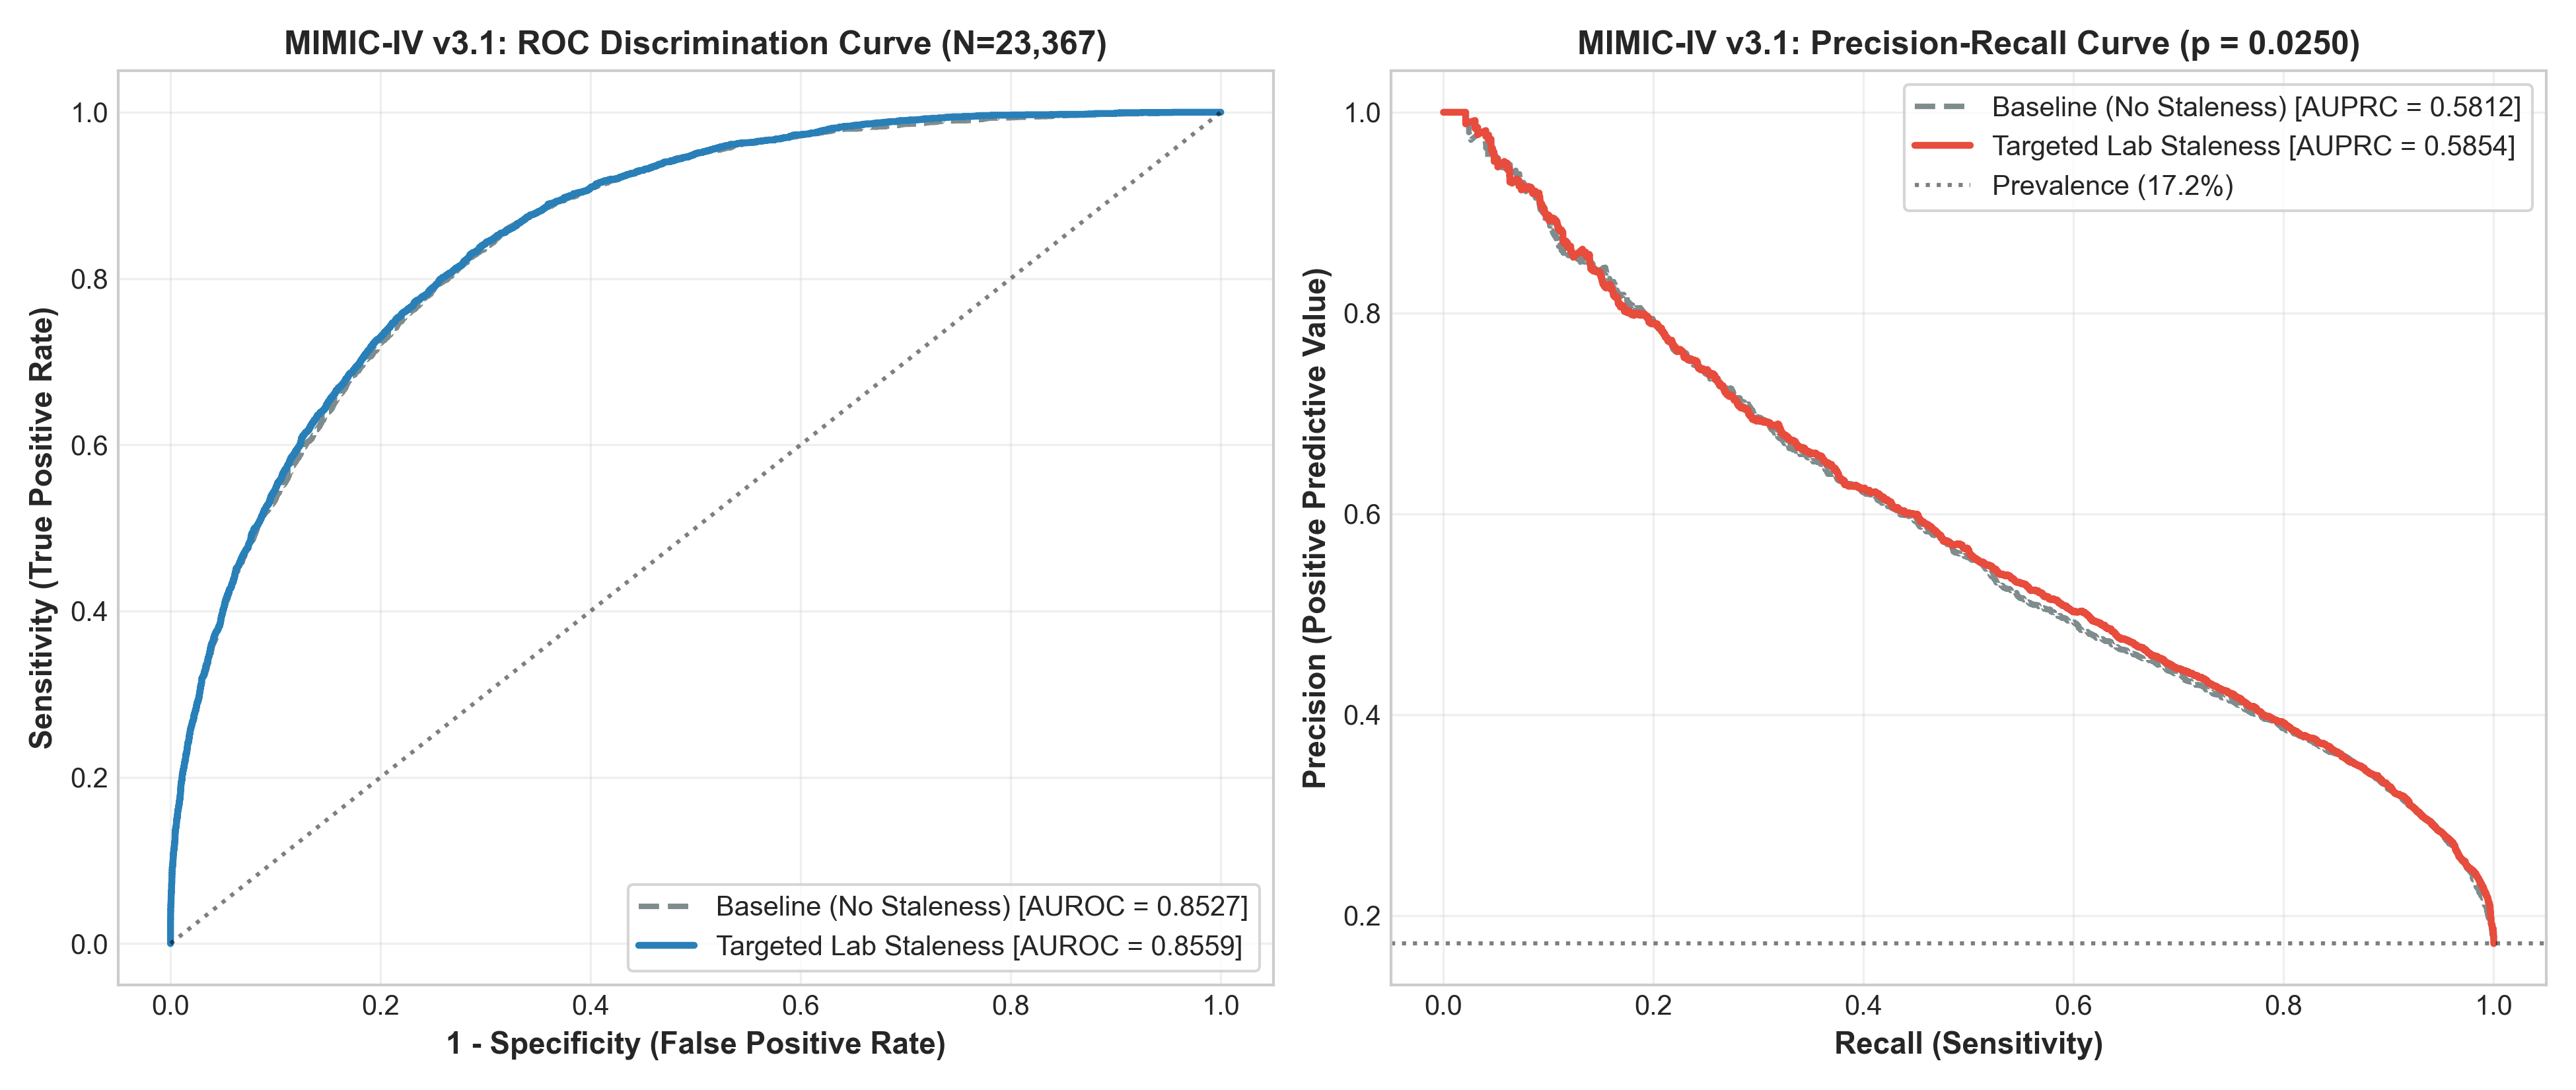 MIMIC-IV v3.1: ROC Discrimination Curve (N=23,367)
Sensitivity (True Positive Rate)
1.0
0.8
0.6
0.4
0.2
0.0
Baseline (No Staleness) [AUROC = 0.8527]
Targeted Lab Staleness [AUROC = 0.8559]
0.0 0.2 0.4 0.6 0.8 1.0
1 - Specificity (False Positive Rate)
MIMIC-IV v3.1: Precision-Recall Curve (p = 0.0250)
Precision (Positive Predictive Value)
1.0
0.8
0.6
0.4
0.2
Baseline (No Staleness) [AUPRC = 0.5812]
Targeted Lab Staleness [AUPRC = 0.5854]
Prevalence (17.2%)
0.0 0.2 0.4 0.6 0.8 1.0
Recall (Sensitivity)